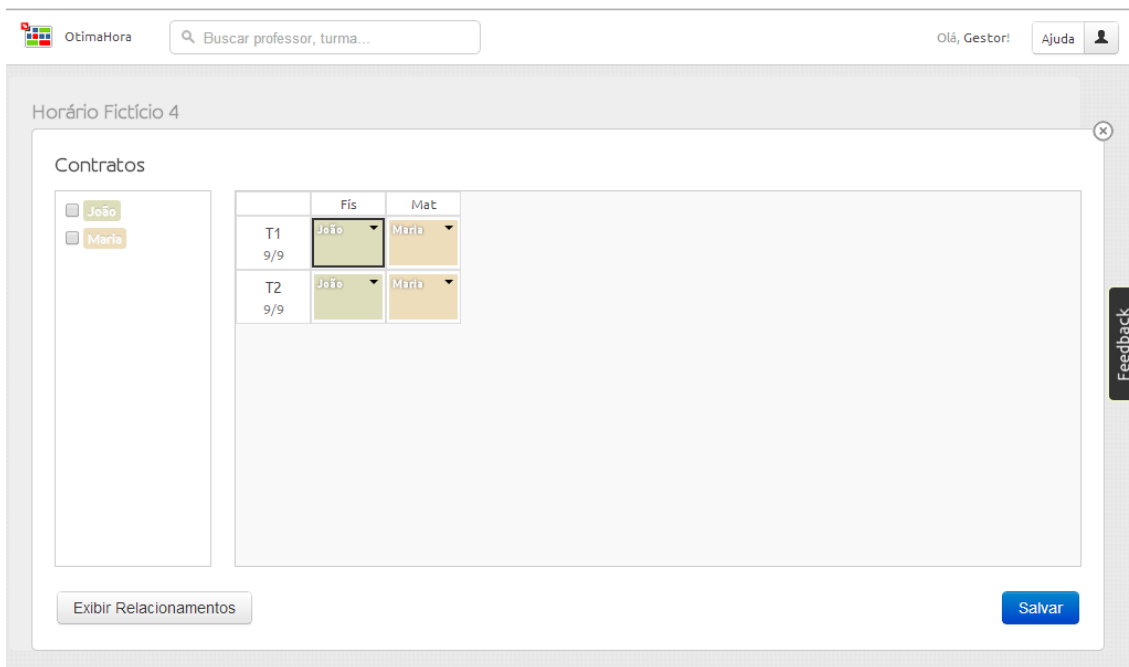 OtimaHora
Buscar professor, turma...
Olá, Gestor!
Ajuda
Horário Fictício 4
Contratos
João
Maria
Fís Mat
T1 João Maria
9/9
T2 João Maria
9/9
Feedback
Exibir Relacionamentos
Salvar